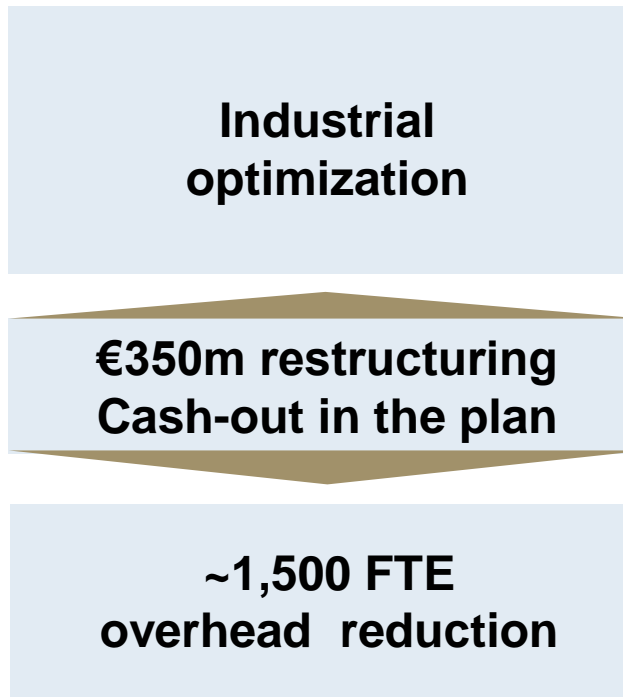 Industrial
optimization
€350m restructuring
Cash-out in the plan
~1,500 FTE
overhead reduction